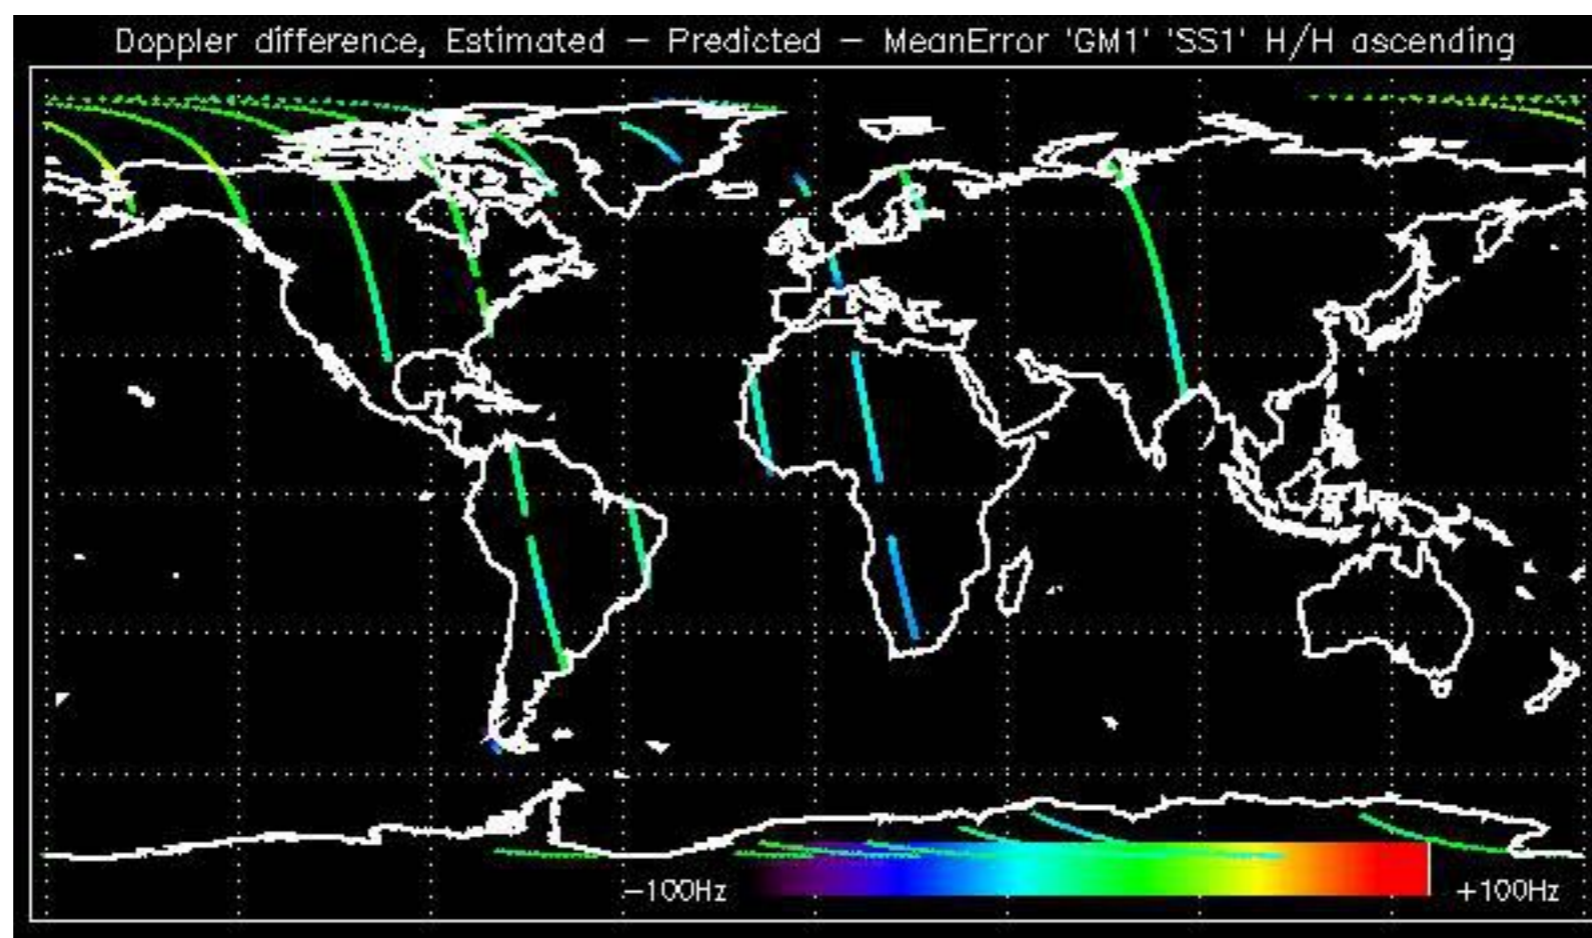 Doppler difference, Estimated – Predicted – MeanError 'GM1' 'SS1' H/H ascending
–100Hz +100Hz